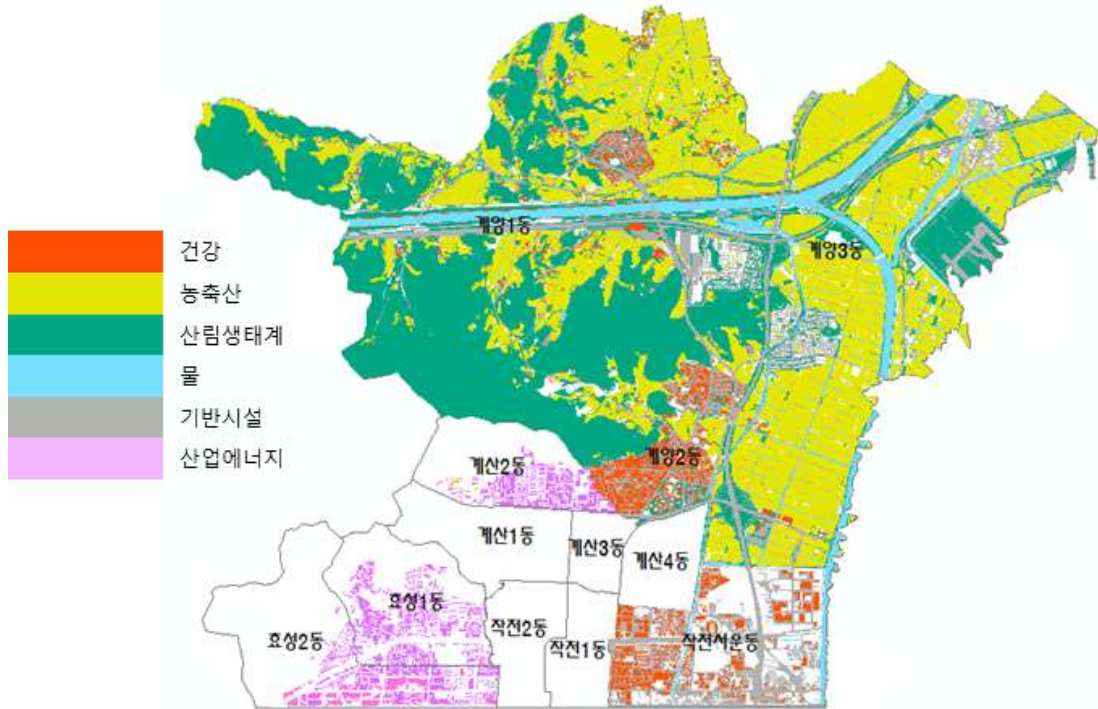 건강
농축산
산림생태계
물
기반시설
산업에너지
계양1동
계양3동
계양2동
계산2동
계산1동
계산3동
계산4동
효성1동
효성2동
작전2동
작전1동
작전서운동